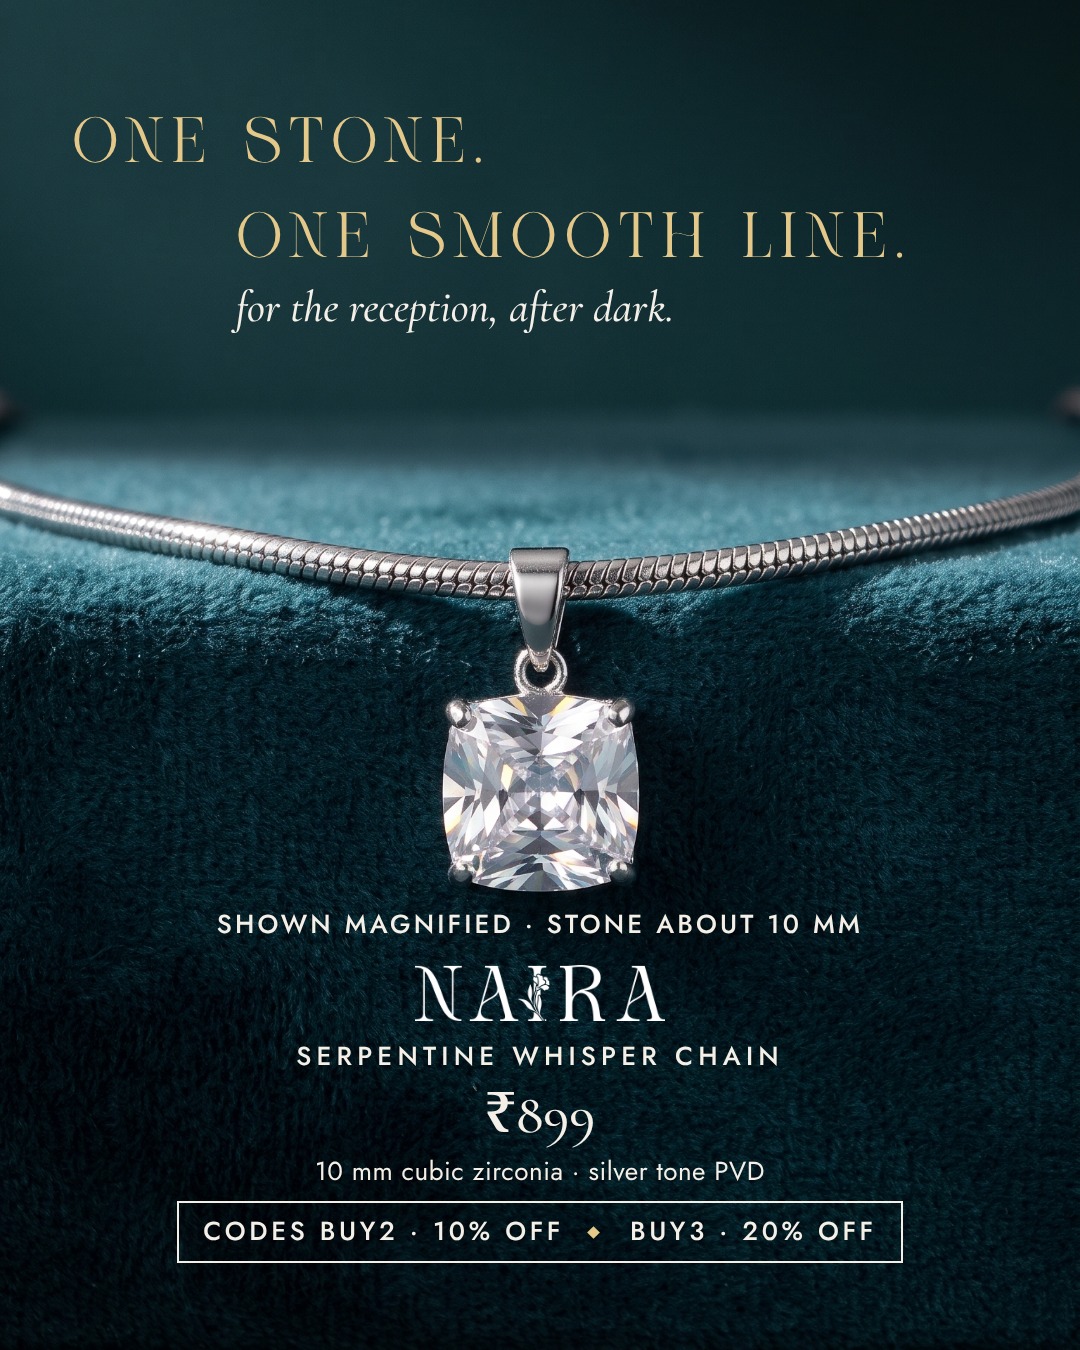 ONE STONE.
ONE SMOOTH LINE.
for the reception, after dark.
SHOWN MAGNIFIED · STONE ABOUT 10 MM
NAIRA
SERPENTINE WHISPER CHAIN
₹899
10 mm cubic zirconia · silver tone PVD
CODES BUY2 · 10% OFF ◆ BUY3 · 20% OFF